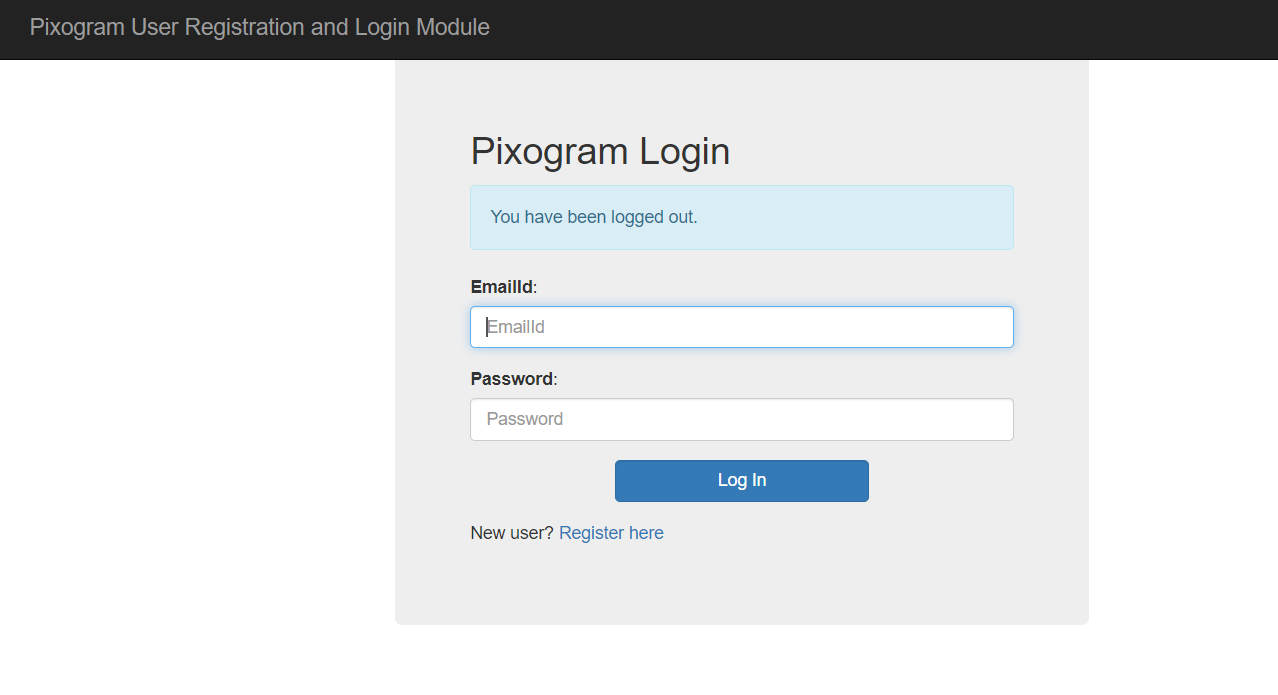 Pixogram User Registration and Login Module
Pixogram Login
You have been logged out.
EmailId:
EmailId
Password:
Password
Log In
New user? Register here